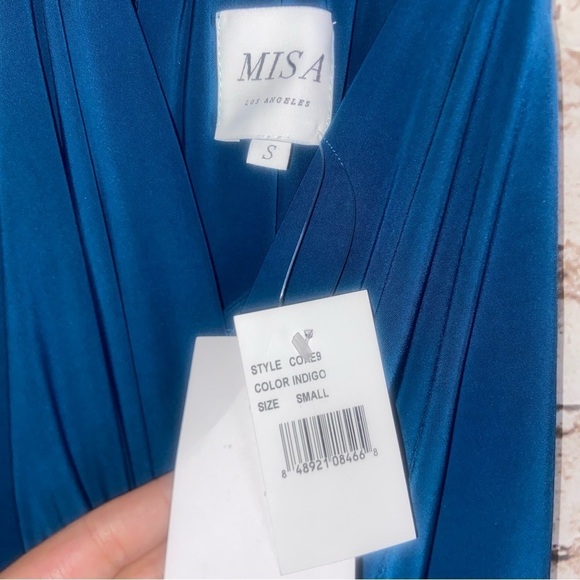 MISA
LOS ANGELES
S
STYLE
COLOR INDIGO
SIZE SMALL
8 48921 08466 8